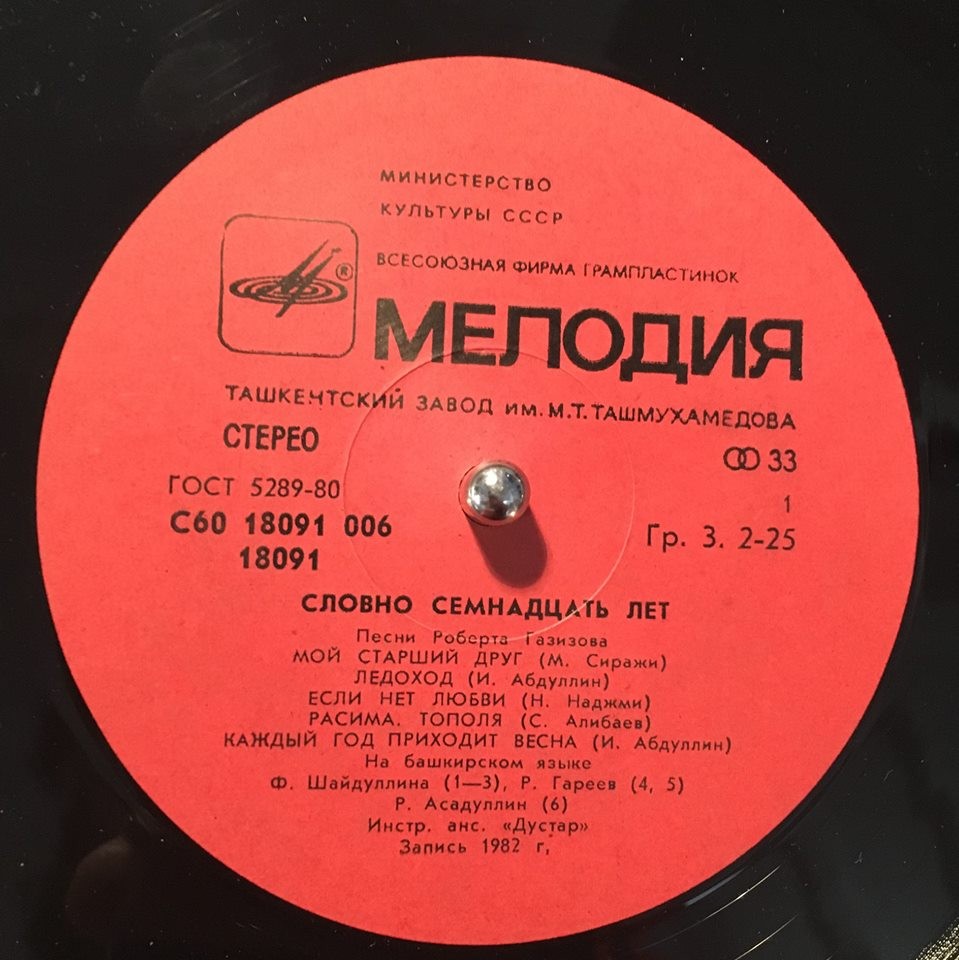 МИНИСТЕРСТВО
КУЛЬТУРЫ СССР
ВСЕСОЮЗНАЯ ФИРМА ГРАМПЛАСТИНОК
®
МЕЛОДИЯ
ТАШКЕНТСКИЙ ЗАВОД ИМ. М.Т. ТАШМУХАМЕДОВА
СТЕРЕО
33
ГОСТ 5289-80
1
С60 18091 006
Гр. 3. 2-25
18091
СЛОВНО СЕМНАДЦАТЬ ЛЕТ
Песни Роберта Газизова
МОЙ СТАРШИЙ ДРУГ (М. Сиражи)
ЛЕДОХОД (И. Абдуллин)
ЕСЛИ НЕТ ЛЮБВИ (Н. Наджми)
РАСИМА. ТОПОЛЯ (С. Алибаев)
КАЖДЫЙ ГОД ПРИХОДИТ ВЕСНА (И. Абдуллин)
На башкирском языке
Ф. Шайдуллина (1—3), Р. Гареев (4, 5)
Р. Асадуллин (6)
Инстр. анс. «Дустар»
Запись 1982 г.